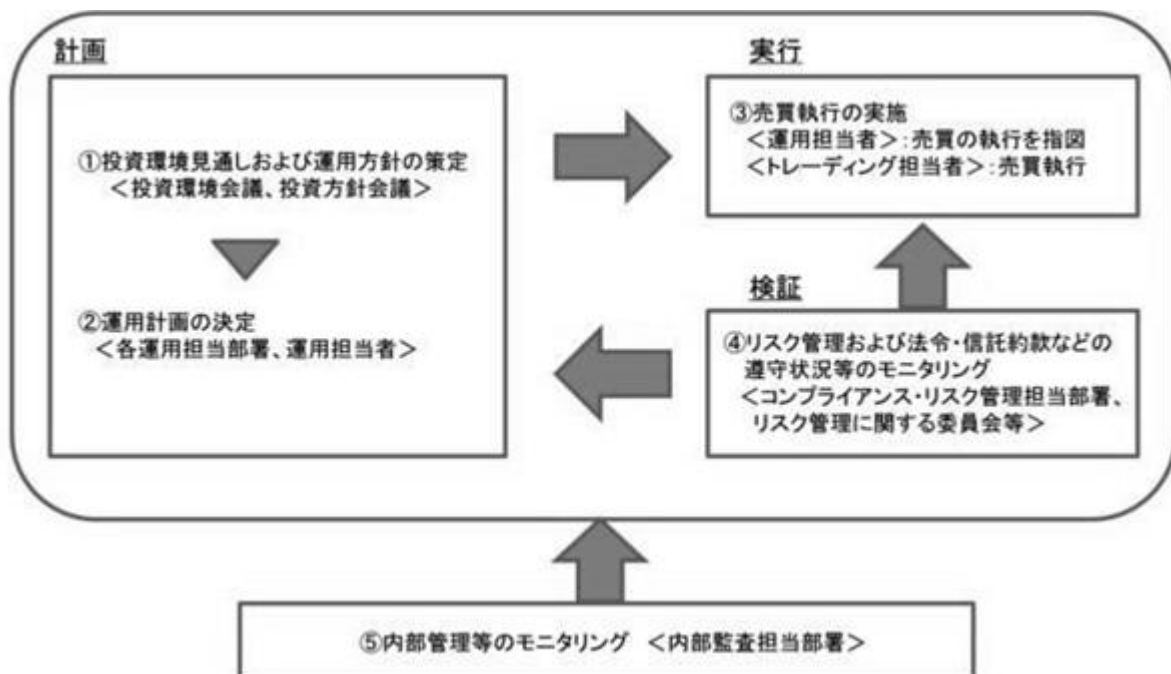 計画
①投資環境見通しおよび運用方針の策定
＜投資環境会議、投資方針会議＞
②運用計画の決定
＜各運用担当部署、運用担当者＞
実行
③売買執行の実施
＜運用担当者＞：売買の執行を指図
＜トレーディング担当者＞：売買執行
検証
④リスク管理および法令・信託約款などの
遵守状況等のモニタリング
＜コンプライアンス・リスク管理担当部署、
リスク管理に関する委員会等＞
⑤内部管理等のモニタリング ＜内部監査担当部署＞